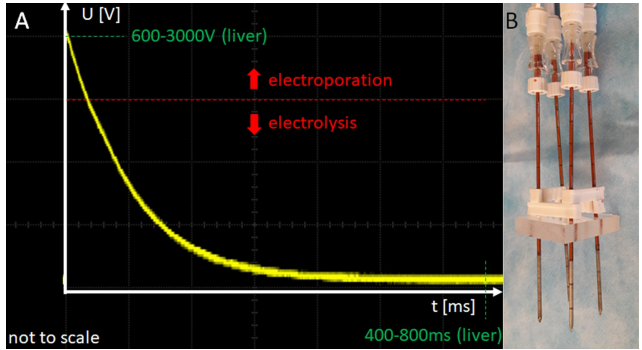 A
U [V]
600-3000V (liver)
electroporation
electrolysis
t [ms]
not to scale
400-800ms (liver)
B